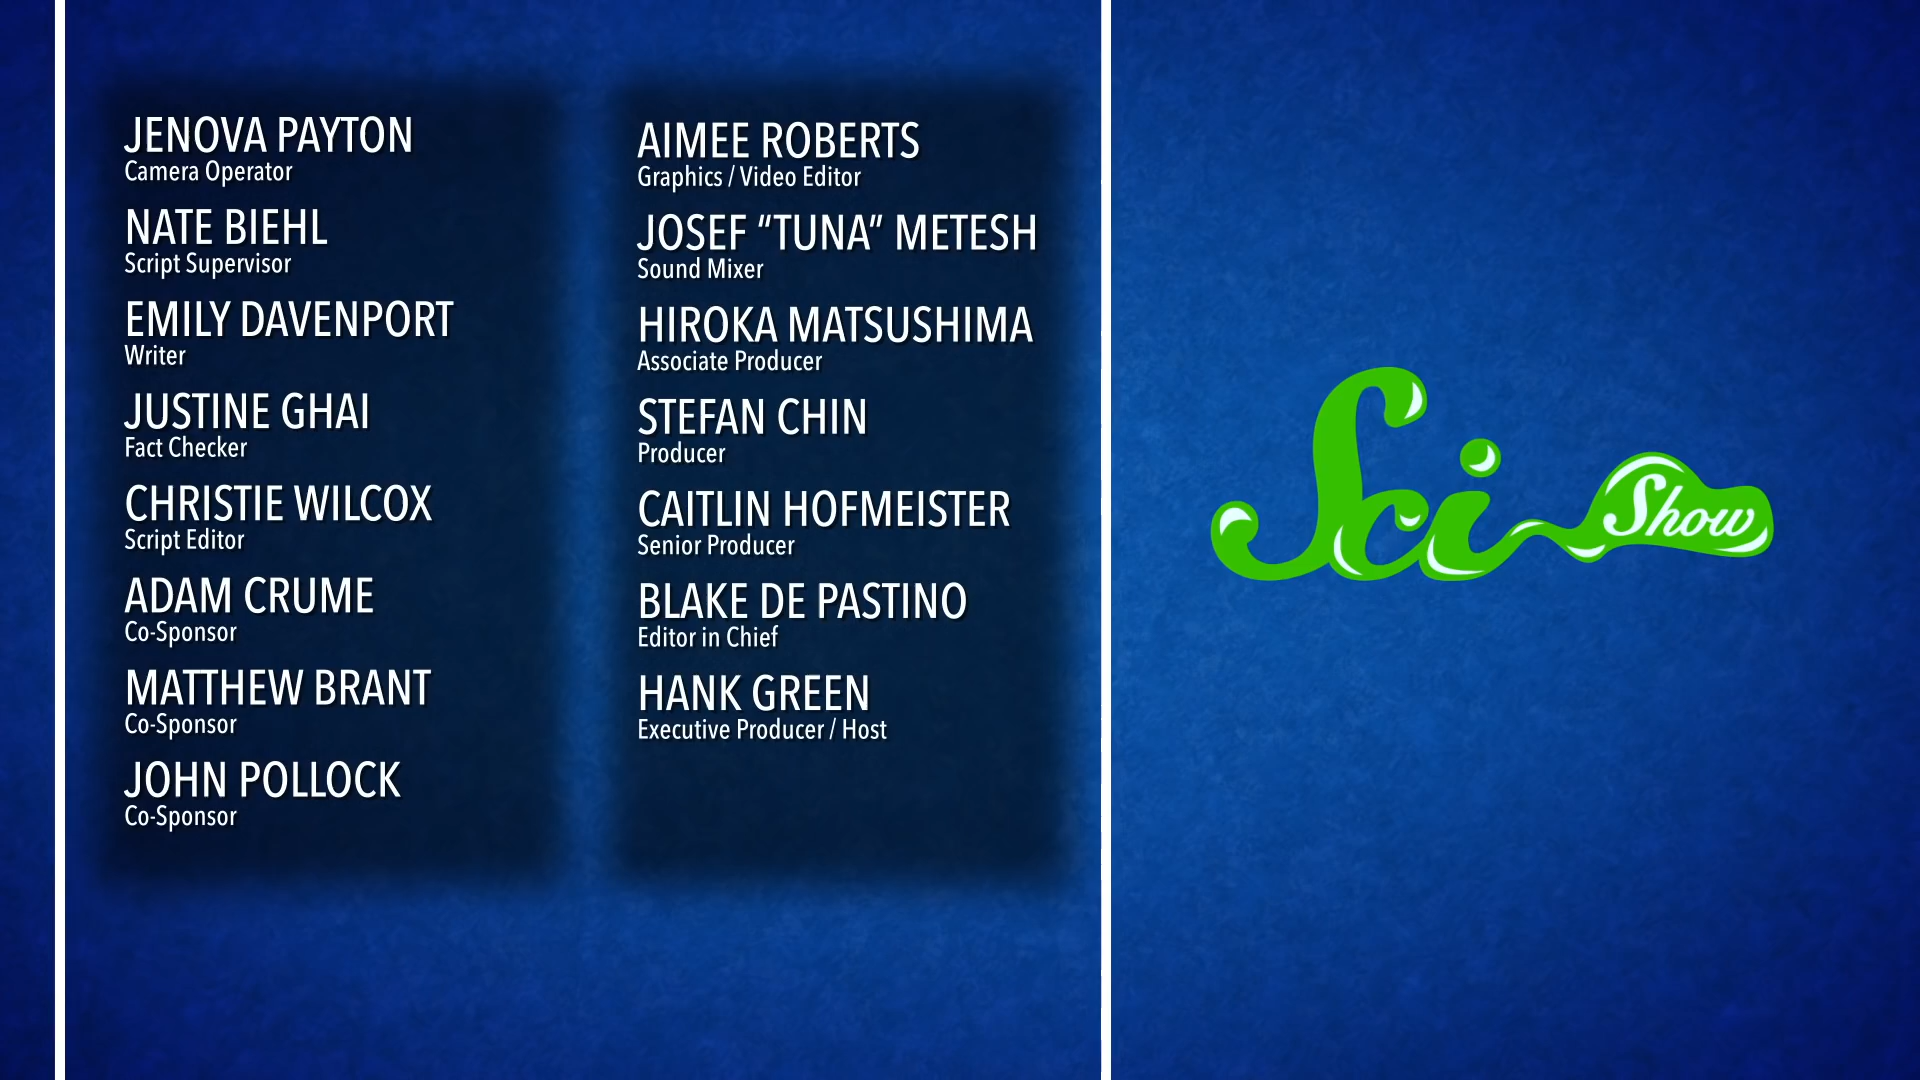 JENOVA PAYTON
Camera Operator
NATE BIEHL
Script Supervisor
EMILY DAVENPORT
Writer
JUSTINE GHAI
Fact Checker
CHRISTIE WILCOX
Script Editor
ADAM CRUME
Co-Sponsor
MATTHEW BRANT
Co-Sponsor
JOHN POLLOCK
Co-Sponsor
AIMEE ROBERTS
Graphics / Video Editor
JOSEF “TUNA” METESH
Sound Mixer
HIROKA MATSUSHIMA
Associate Producer
STEFAN CHIN
Producer
CAITLIN HOFMEISTER
Senior Producer
BLAKE DE PASTINO
Editor in Chief
HANK GREEN
Executive Producer / Host
Sci Show